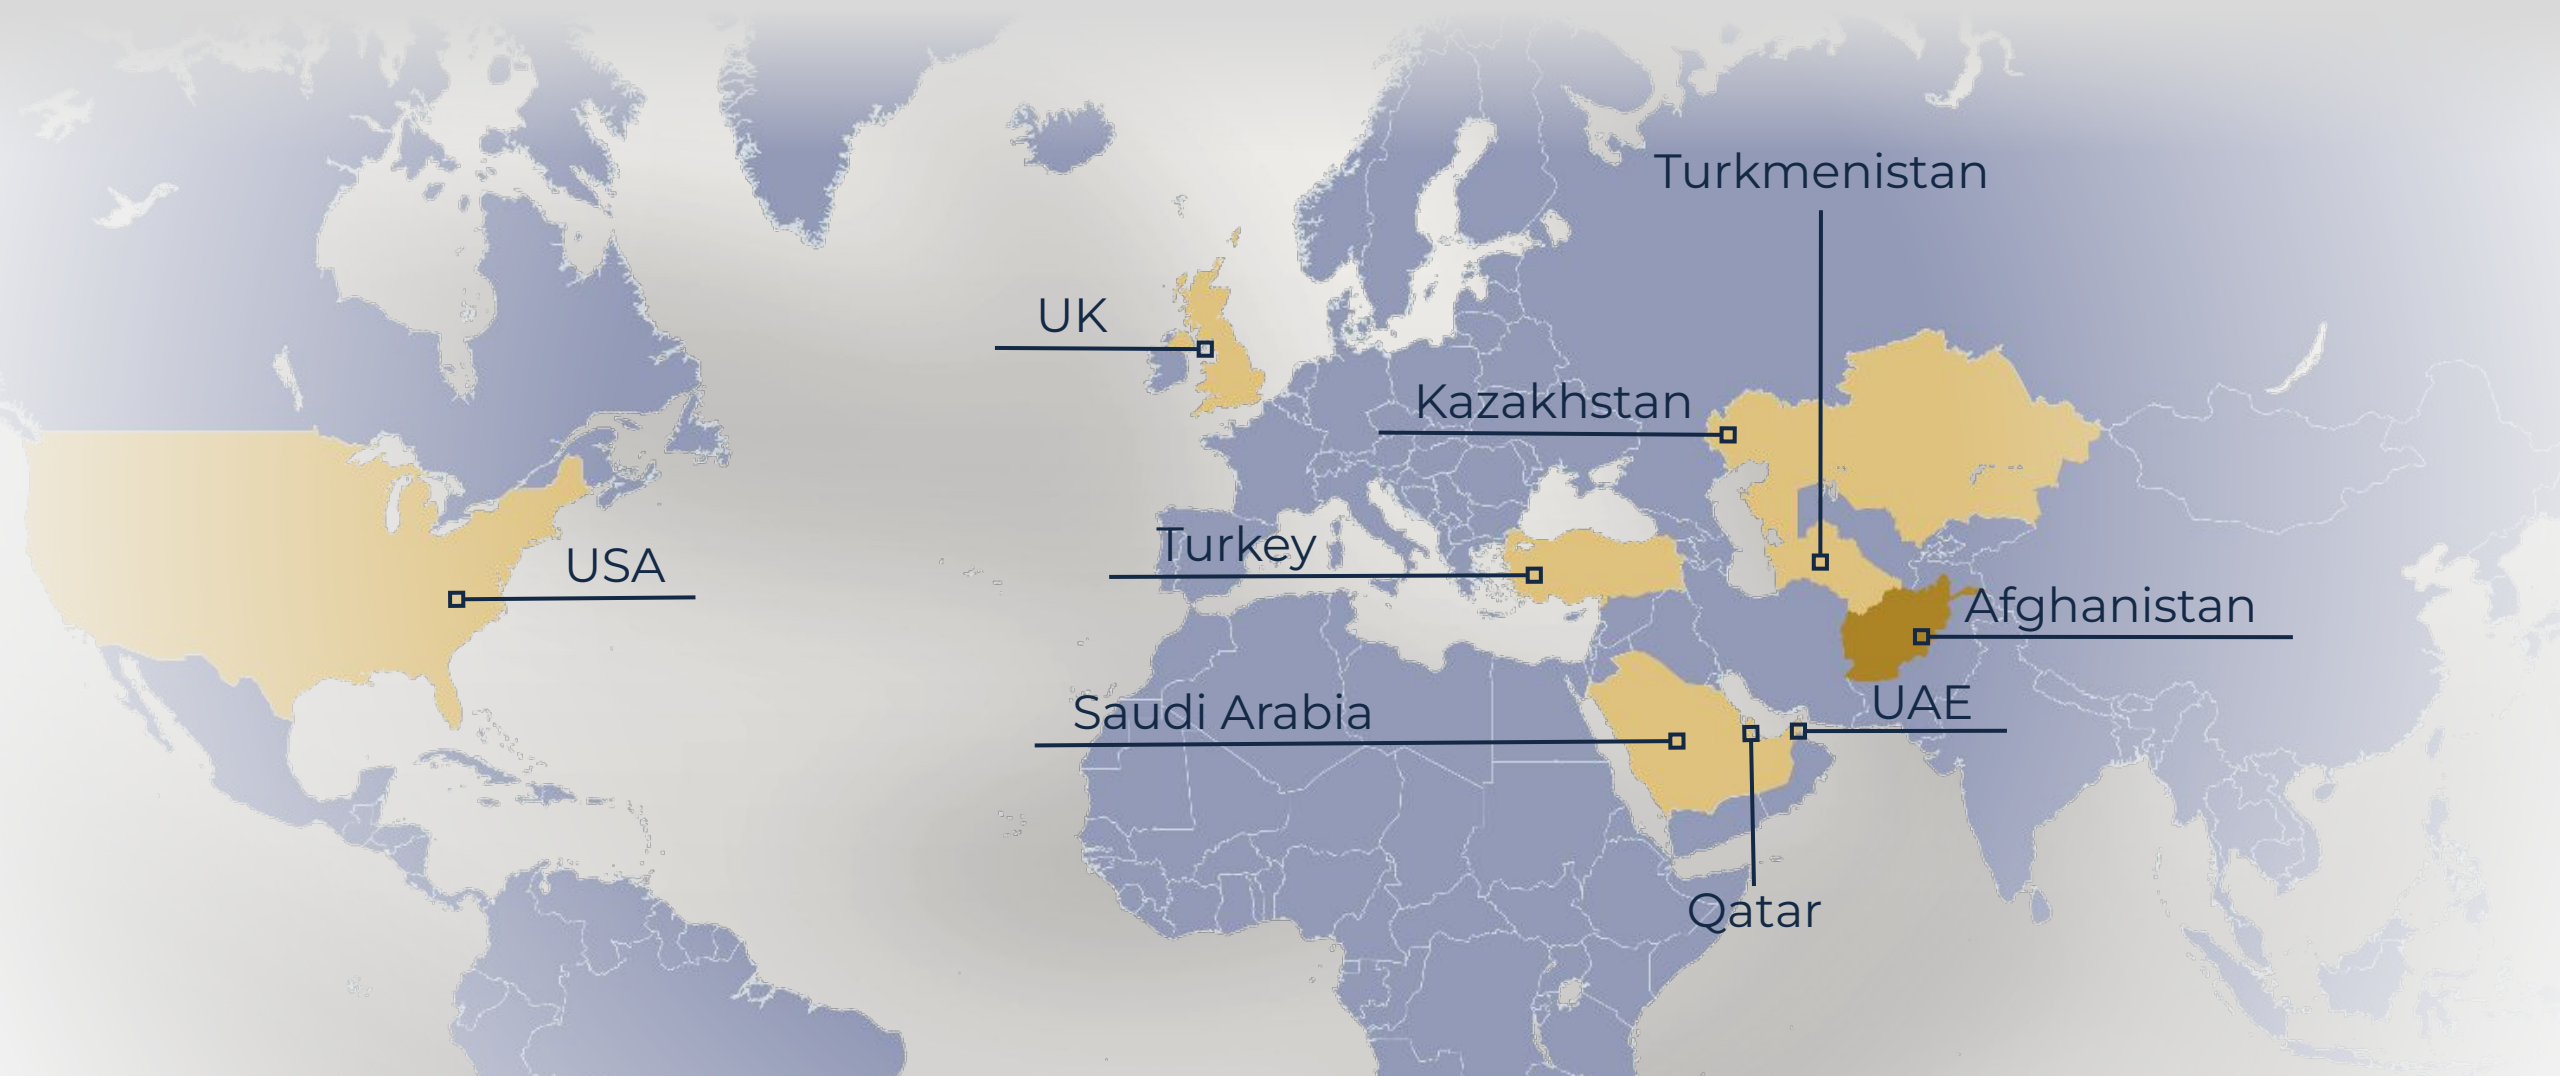 Turkmenistan
UK
Kazakhstan
Turkey
USA
Afghanistan
UAE
Saudi Arabia
Qatar